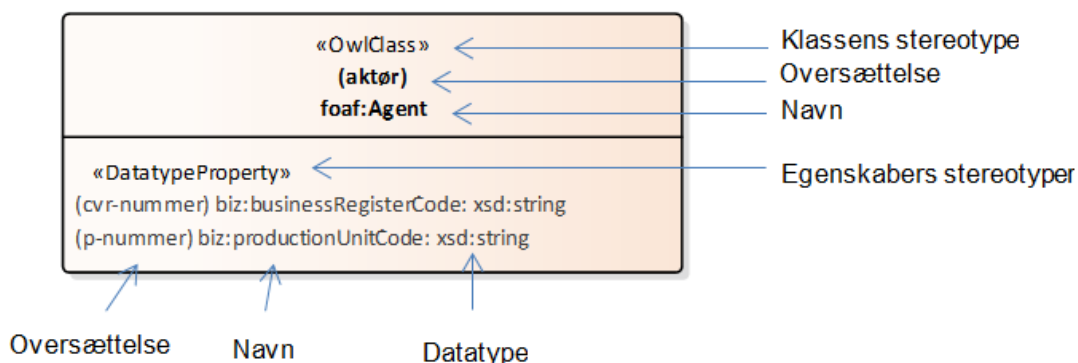 «OwlClass»
Klassens stereotype
(aktør)
Oversættelse
foaf:Agent
Navn
«DatatypeProperty»
Egenskabers stereotyper
(cvr-nummer) biz:businessRegisterCode: xsd:string
(p-nummer) biz:productionUnitCode: xsd:string
Oversættelse
Navn
Datatype